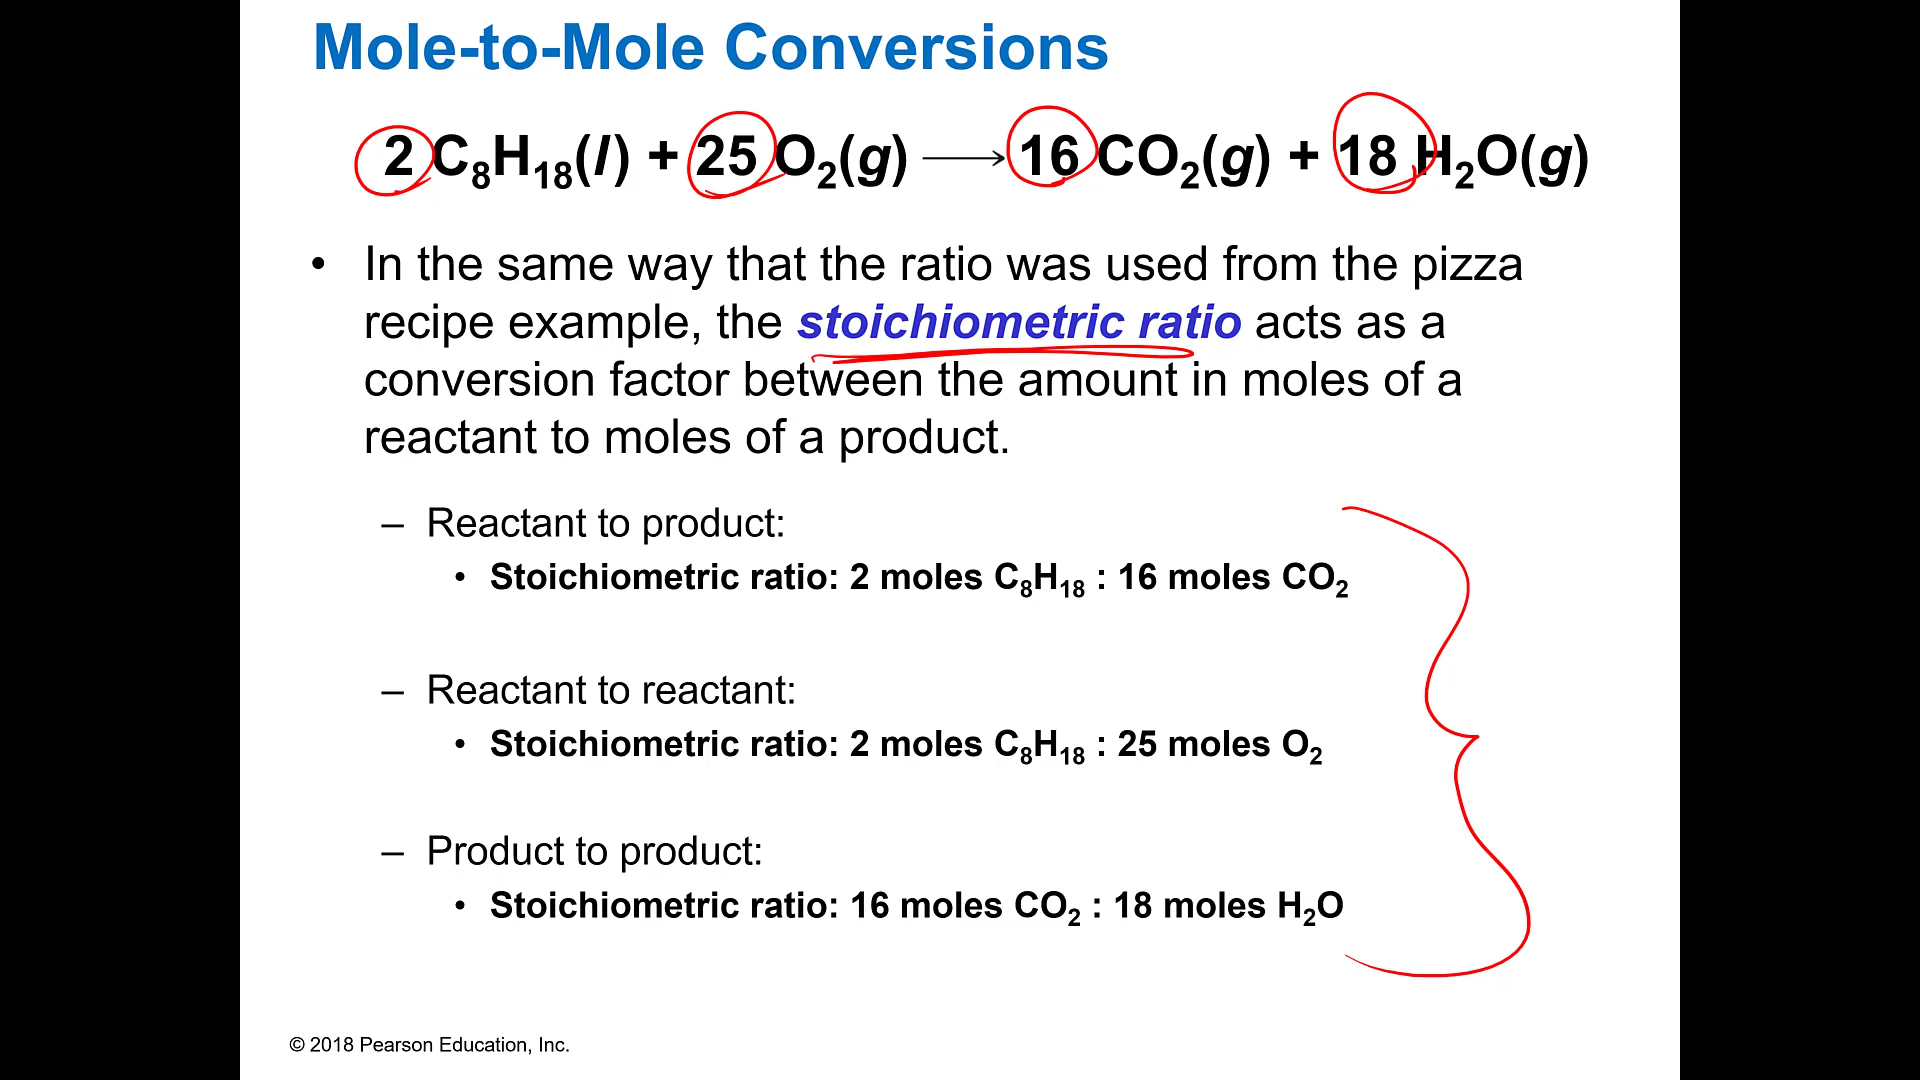 Mole-to-Mole Conversions
2 C₈H₁₈(l) + 25 O₂(g) ⟶ 16 CO₂(g) + 18 H₂O(g)
• In the same way that the ratio was used from the pizza
recipe example, the stoichiometric ratio acts as a
conversion factor between the amount in moles of a
reactant to moles of a product.
– Reactant to product:
• Stoichiometric ratio: 2 moles C₈H₁₈ : 16 moles CO₂
– Reactant to reactant:
• Stoichiometric ratio: 2 moles C₈H₁₈ : 25 moles O₂
– Product to product:
• Stoichiometric ratio: 16 moles CO₂ : 18 moles H₂O
© 2018 Pearson Education, Inc.